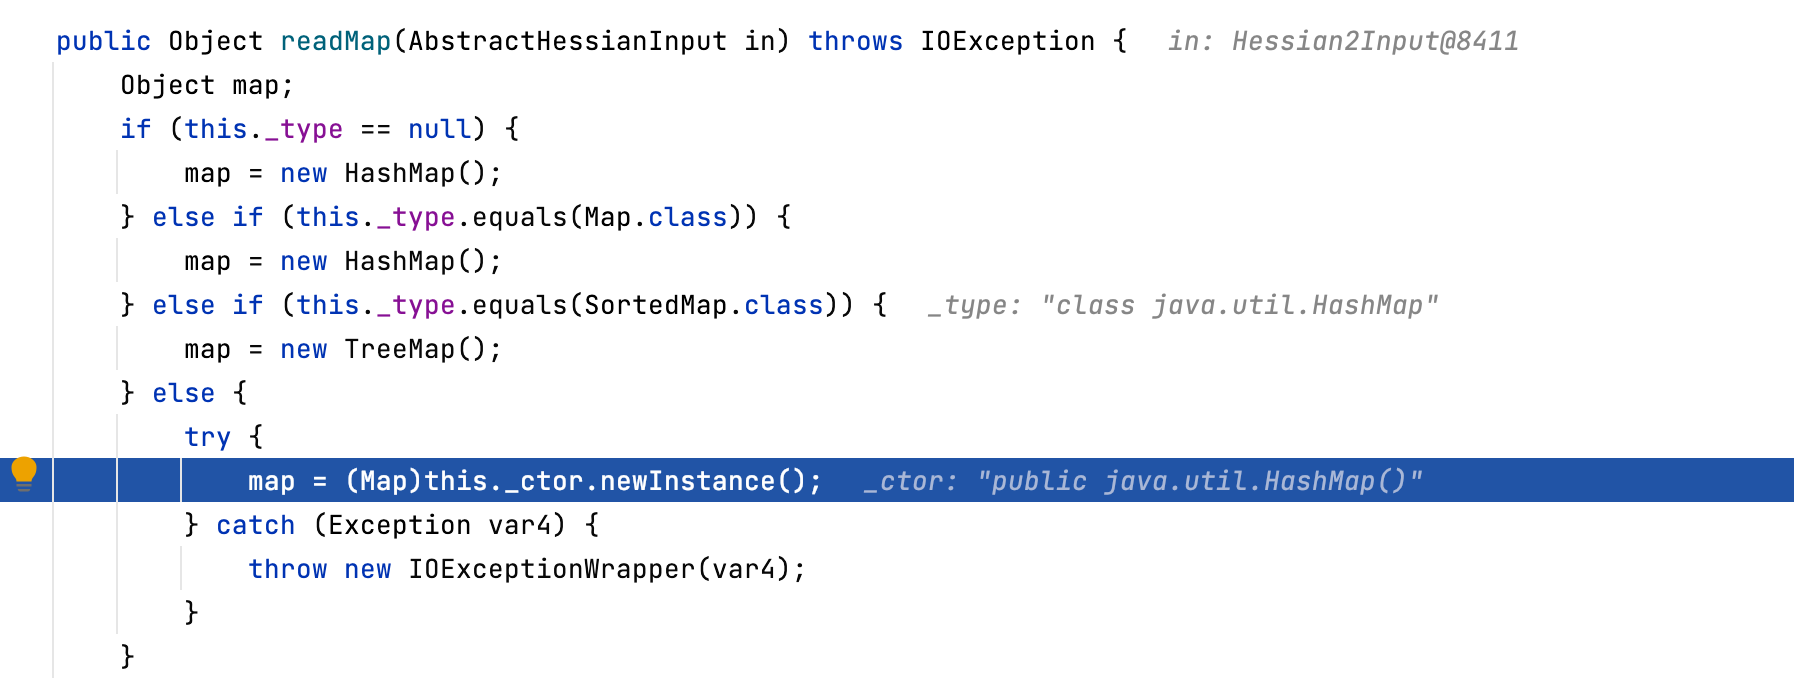 public Object readMap(AbstractHessianInput in) throws IOException {   in: Hessian2Input@8411
    Object map;
    if (this._type == null) {
        map = new HashMap();
    } else if (this._type.equals(Map.class)) {
        map = new HashMap();
    } else if (this._type.equals(SortedMap.class)) {   _type: "class java.util.HashMap"
        map = new TreeMap();
    } else {
        try {
            map = (Map)this._ctor.newInstance();   _ctor: "public java.util.HashMap()"
        } catch (Exception var4) {
            throw new IOExceptionWrapper(var4);
        }
    }